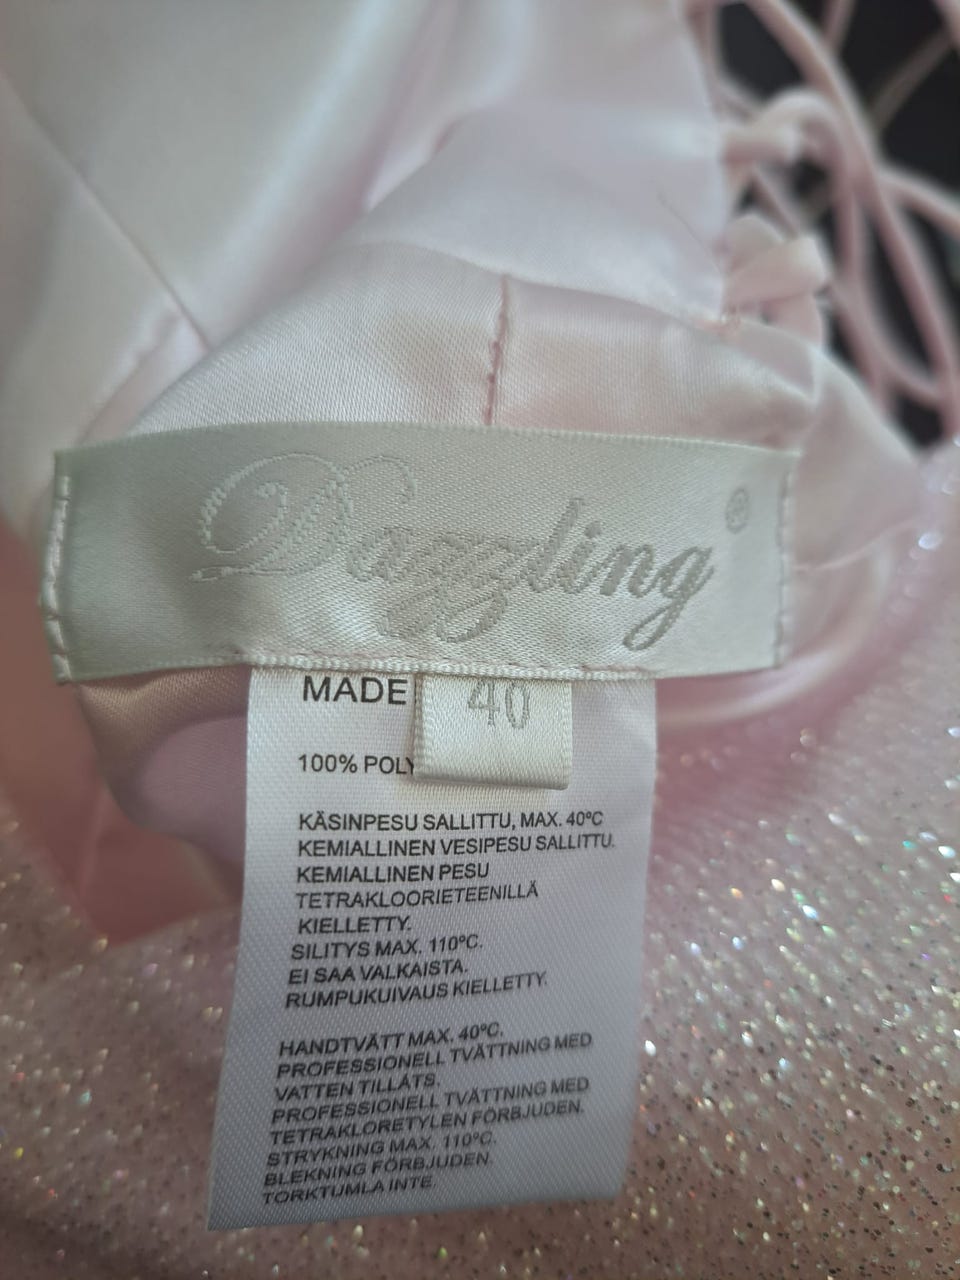 Dazzling®
40
MADE
100% POLY
KÄSINPESU SALLITTU, MAX. 40ºC
KEMIALLINEN VESIPESU SALLITTU.
KEMIALLINEN PESU
TETRAKLOORIETEENILLÄ
KIELLETTY.
SILITYS MAX. 110ºC.
EI SAA VALKAISTA.
RUMPUKUIVAUS KIELLETTY.
HANDTVÄTT MAX. 40ºC.
PROFESSIONELL TVÄTTNING MED
VATTEN TILLÅTS.
PROFESSIONELL TVÄTTNING MED
TETRAKLORETYLEN FÖRBJUDEN.
STRYKNING MAX. 110ºC.
BLEKNING FÖRBJUDEN.
TORKTUMLA INTE.